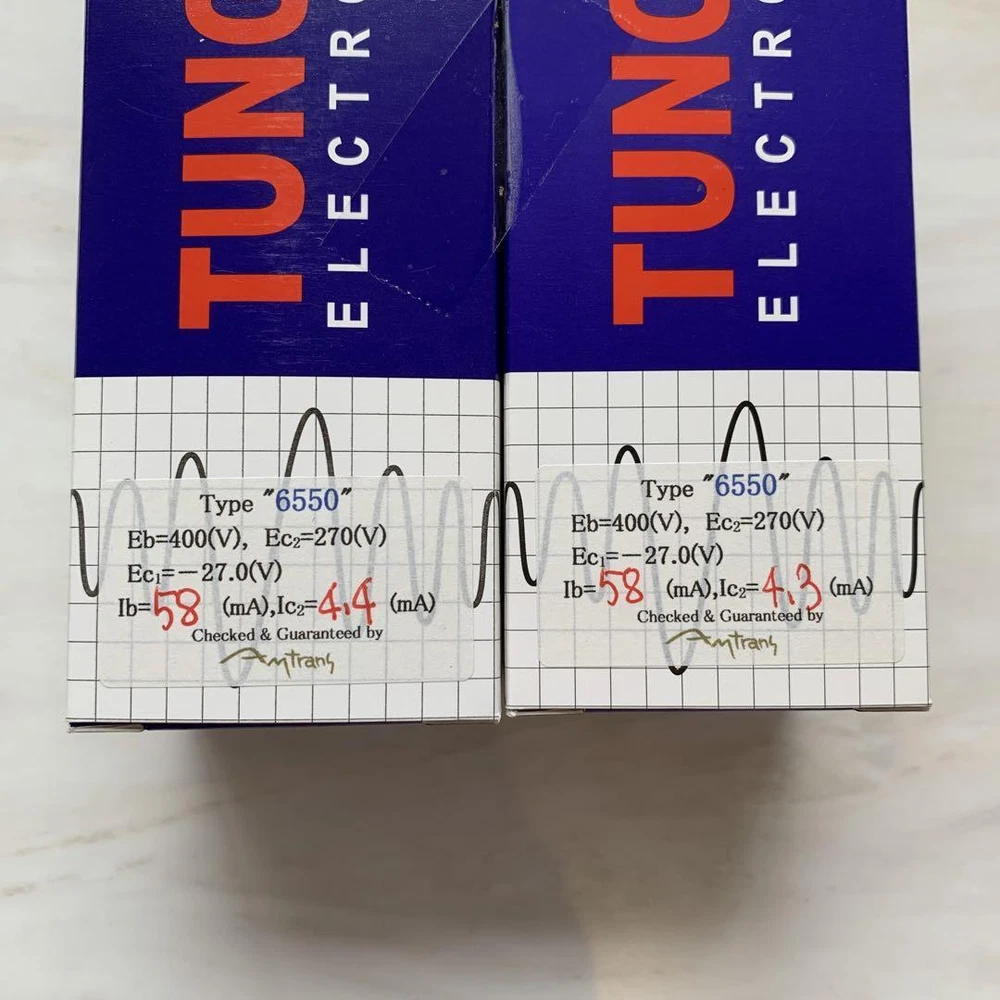 TUNG
ELECTRO
Type "6550"
Eb=400(V), Ec₂=270(V)
Ec₁=−27.0(V)
Ib=58 (mA),Ic₂=4.4 (mA)
Checked & Guaranteed by
Amtrans
TUNG
ELECTRO
Type "6550"
Eb=400(V), Ec₂=270(V)
Ec₁=−27.0(V)
Ib=58 (mA),Ic₂=4.3 (mA)
Checked & Guaranteed by
Amtrans